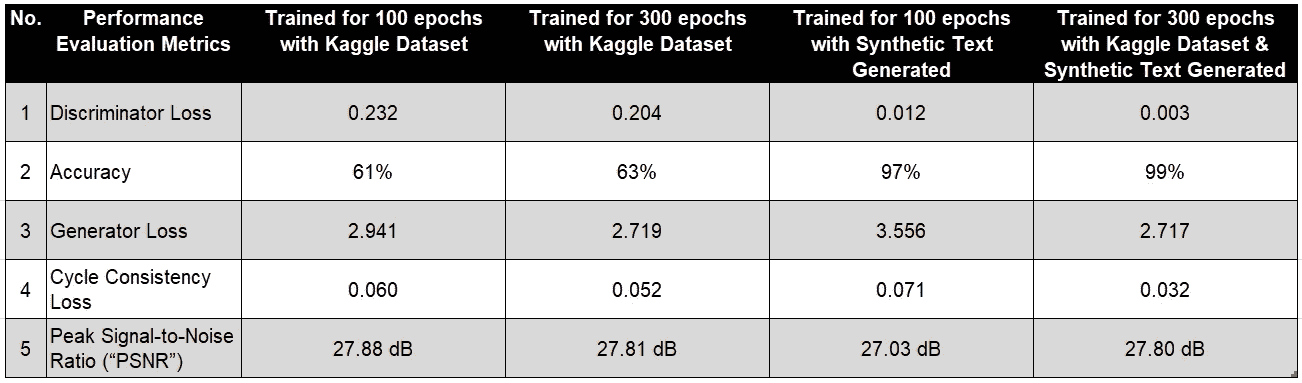 No. Performance Evaluation Metrics Trained for 100 epochs with Kaggle Dataset Trained for 300 epochs with Kaggle Dataset Trained for 100 epochs with Synthetic Text Generated Trained for 300 epochs with Kaggle Dataset & Synthetic Text Generated
1 Discriminator Loss 0.232 0.204 0.012 0.003
2 Accuracy 61% 63% 97% 99%
3 Generator Loss 2.941 2.719 3.556 2.717
4 Cycle Consistency Loss 0.060 0.052 0.071 0.032
5 Peak Signal-to-Noise Ratio (“PSNR”) 27.88 dB 27.81 dB 27.03 dB 27.80 dB